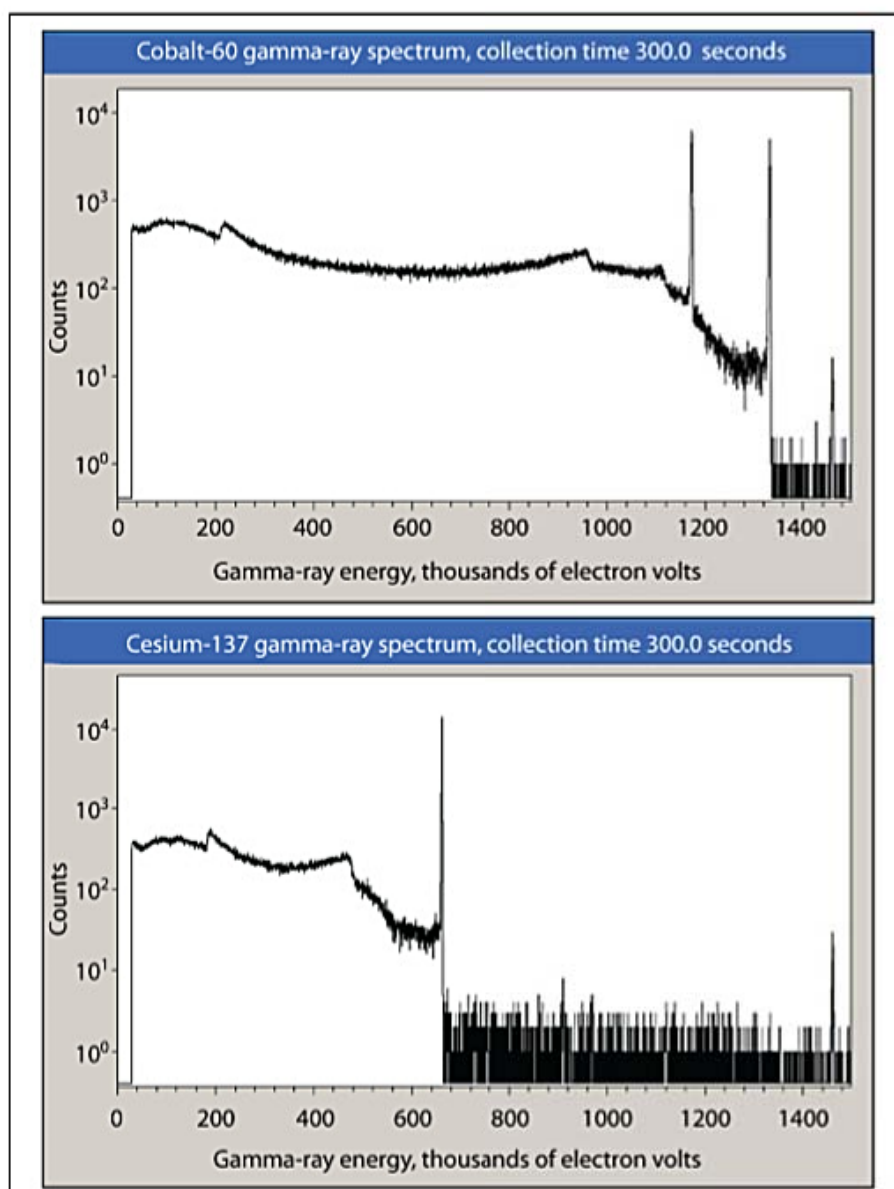 Cobalt-60 gamma-ray spectrum, collection time 300.0 seconds
Counts
10⁴
10³
10²
10¹
10⁰
0 200 400 600 800 1000 1200 1400
Gamma-ray energy, thousands of electron volts
Cesium-137 gamma-ray spectrum, collection time 300.0 seconds
Counts
10⁴
10³
10²
10¹
10⁰
0 200 400 600 800 1000 1200 1400
Gamma-ray energy, thousands of electron volts